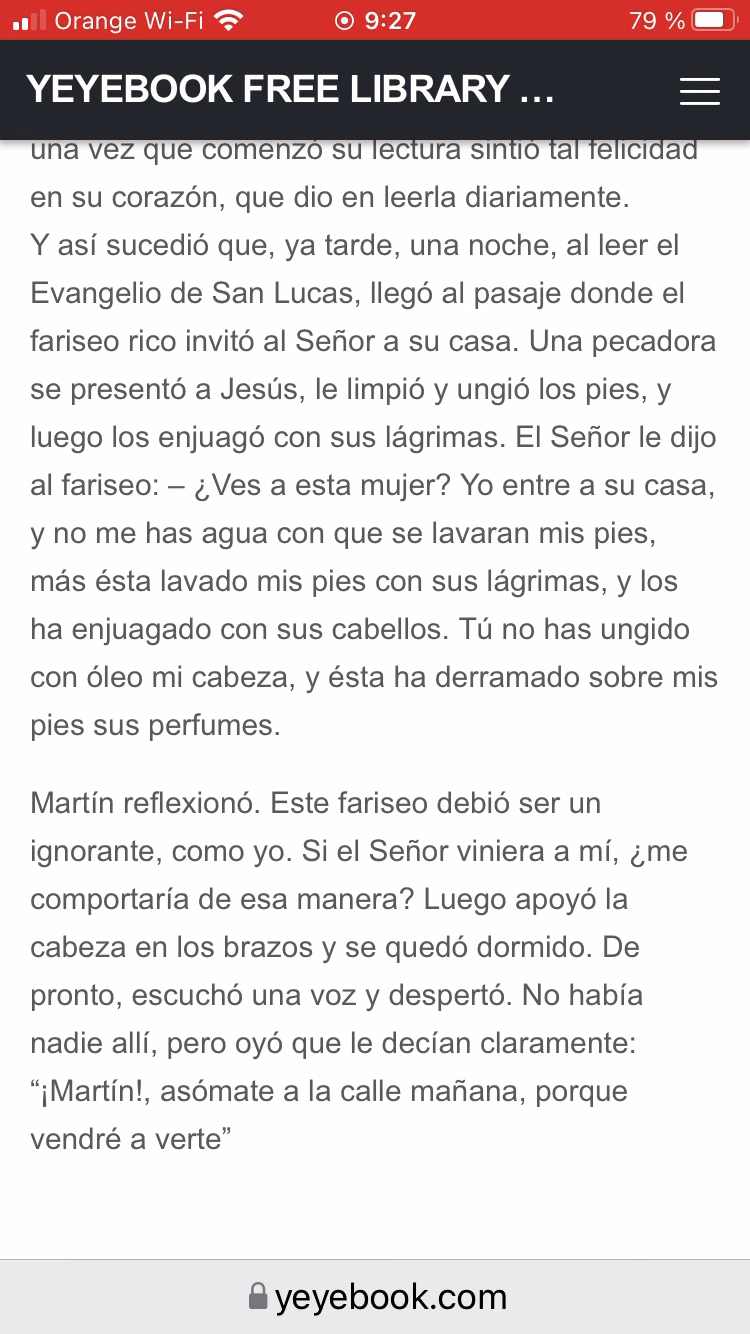 Orange Wi-Fi 9:27 79 %
YEYEBOOK FREE LIBRARY ...
una vez que comenzó su lectura sintió tal felicidad
en su corazón, que dio en leerla diariamente.
Y así sucedió que, ya tarde, una noche, al leer el
Evangelio de San Lucas, llegó al pasaje donde el
fariseo rico invitó al Señor a su casa. Una pecadora
se presentó a Jesús, le limpió y ungió los pies, y
luego los enjuagó con sus lágrimas. El Señor le dijo
al fariseo: – ¿Ves a esta mujer? Yo entre a su casa,
y no me has agua con que se lavaran mis pies,
más ésta lavado mis pies con sus lágrimas, y los
ha enjuagado con sus cabellos. Tú no has ungido
con óleo mi cabeza, y ésta ha derramado sobre mis
pies sus perfumes.
Martín reflexionó. Este fariseo debió ser un
ignorante, como yo. Si el Señor viniera a mí, ¿me
comportaría de esa manera? Luego apoyó la
cabeza en los brazos y se quedó dormido. De
pronto, escuchó una voz y despertó. No había
nadie allí, pero oyó que le decían claramente:
“¡Martín!, asómate a la calle mañana, porque
vendré a verte”
yeyebook.com